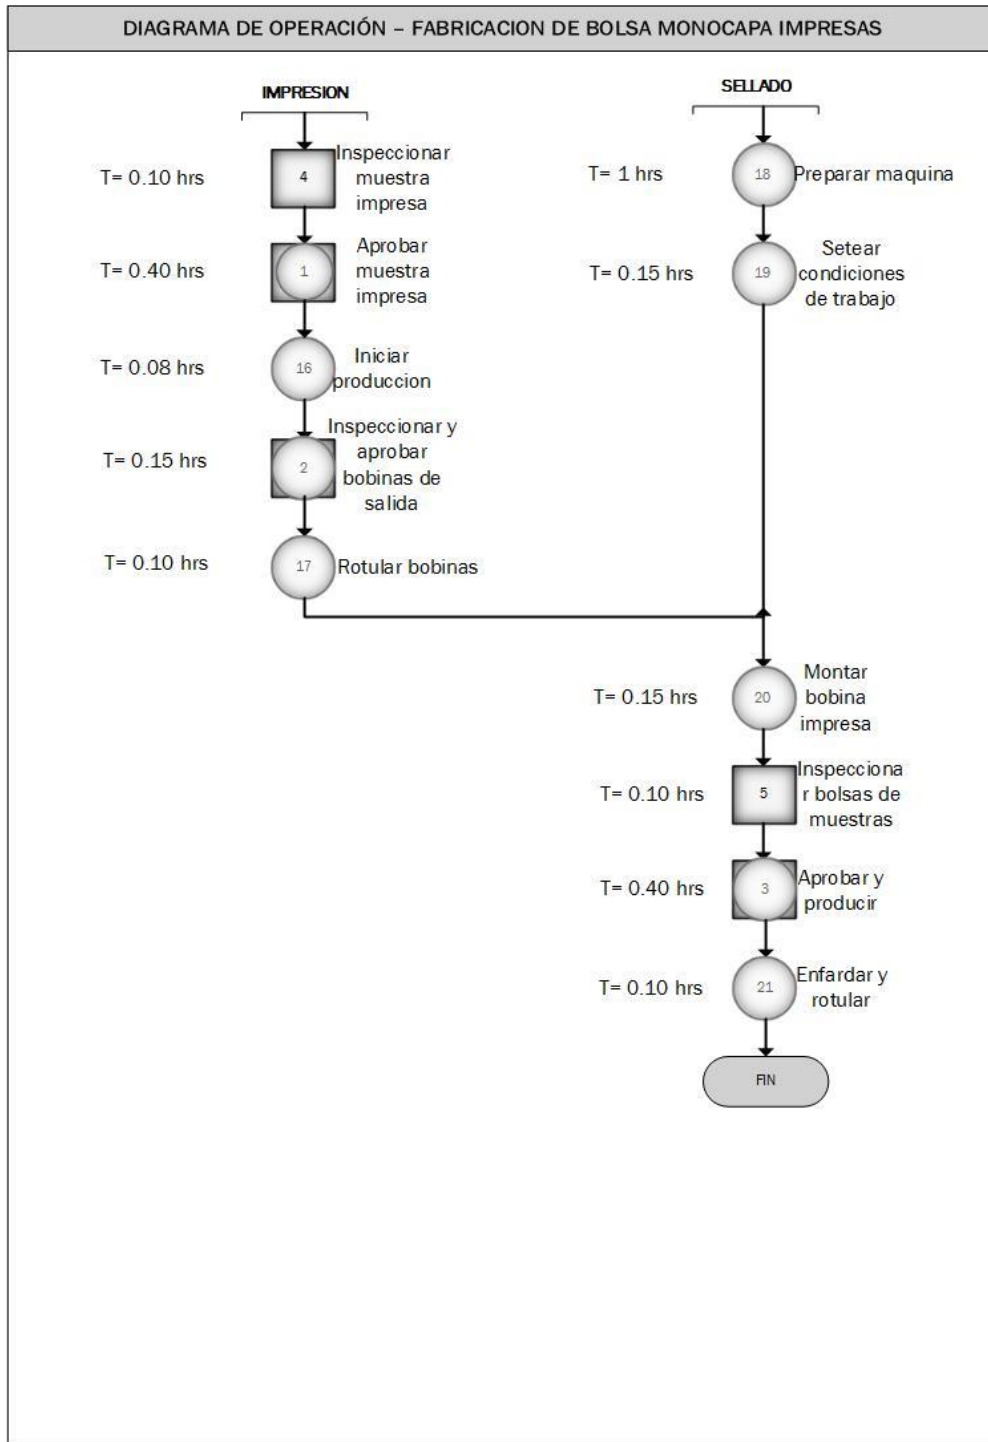 DIAGRAMA DE OPERACIÓN – FABRICACION DE BOLSA MONOCAPA IMPRESAS
IMPRESION
T= 0.10 hrs
4
Inspeccionar
muestra
impresa
T= 0.40 hrs
1
Aprobar
muestra
impresa
T= 0.08 hrs
16
Iniciar
produccion
T= 0.15 hrs
2
Inspeccionar y
aprobar
bobinas de
salida
T= 0.10 hrs
17
Rotular bobinas
SELLADO
T= 1 hrs
18
Preparar maquina
T= 0.15 hrs
19
Setear
condiciones
de trabajo
T= 0.15 hrs
20
Montar
bobina
impresa
T= 0.10 hrs
5
Inspecciona
r bolsas de
muestras
T= 0.40 hrs
3
Aprobar y
producir
T= 0.10 hrs
21
Enfardar y
rotular
FIN